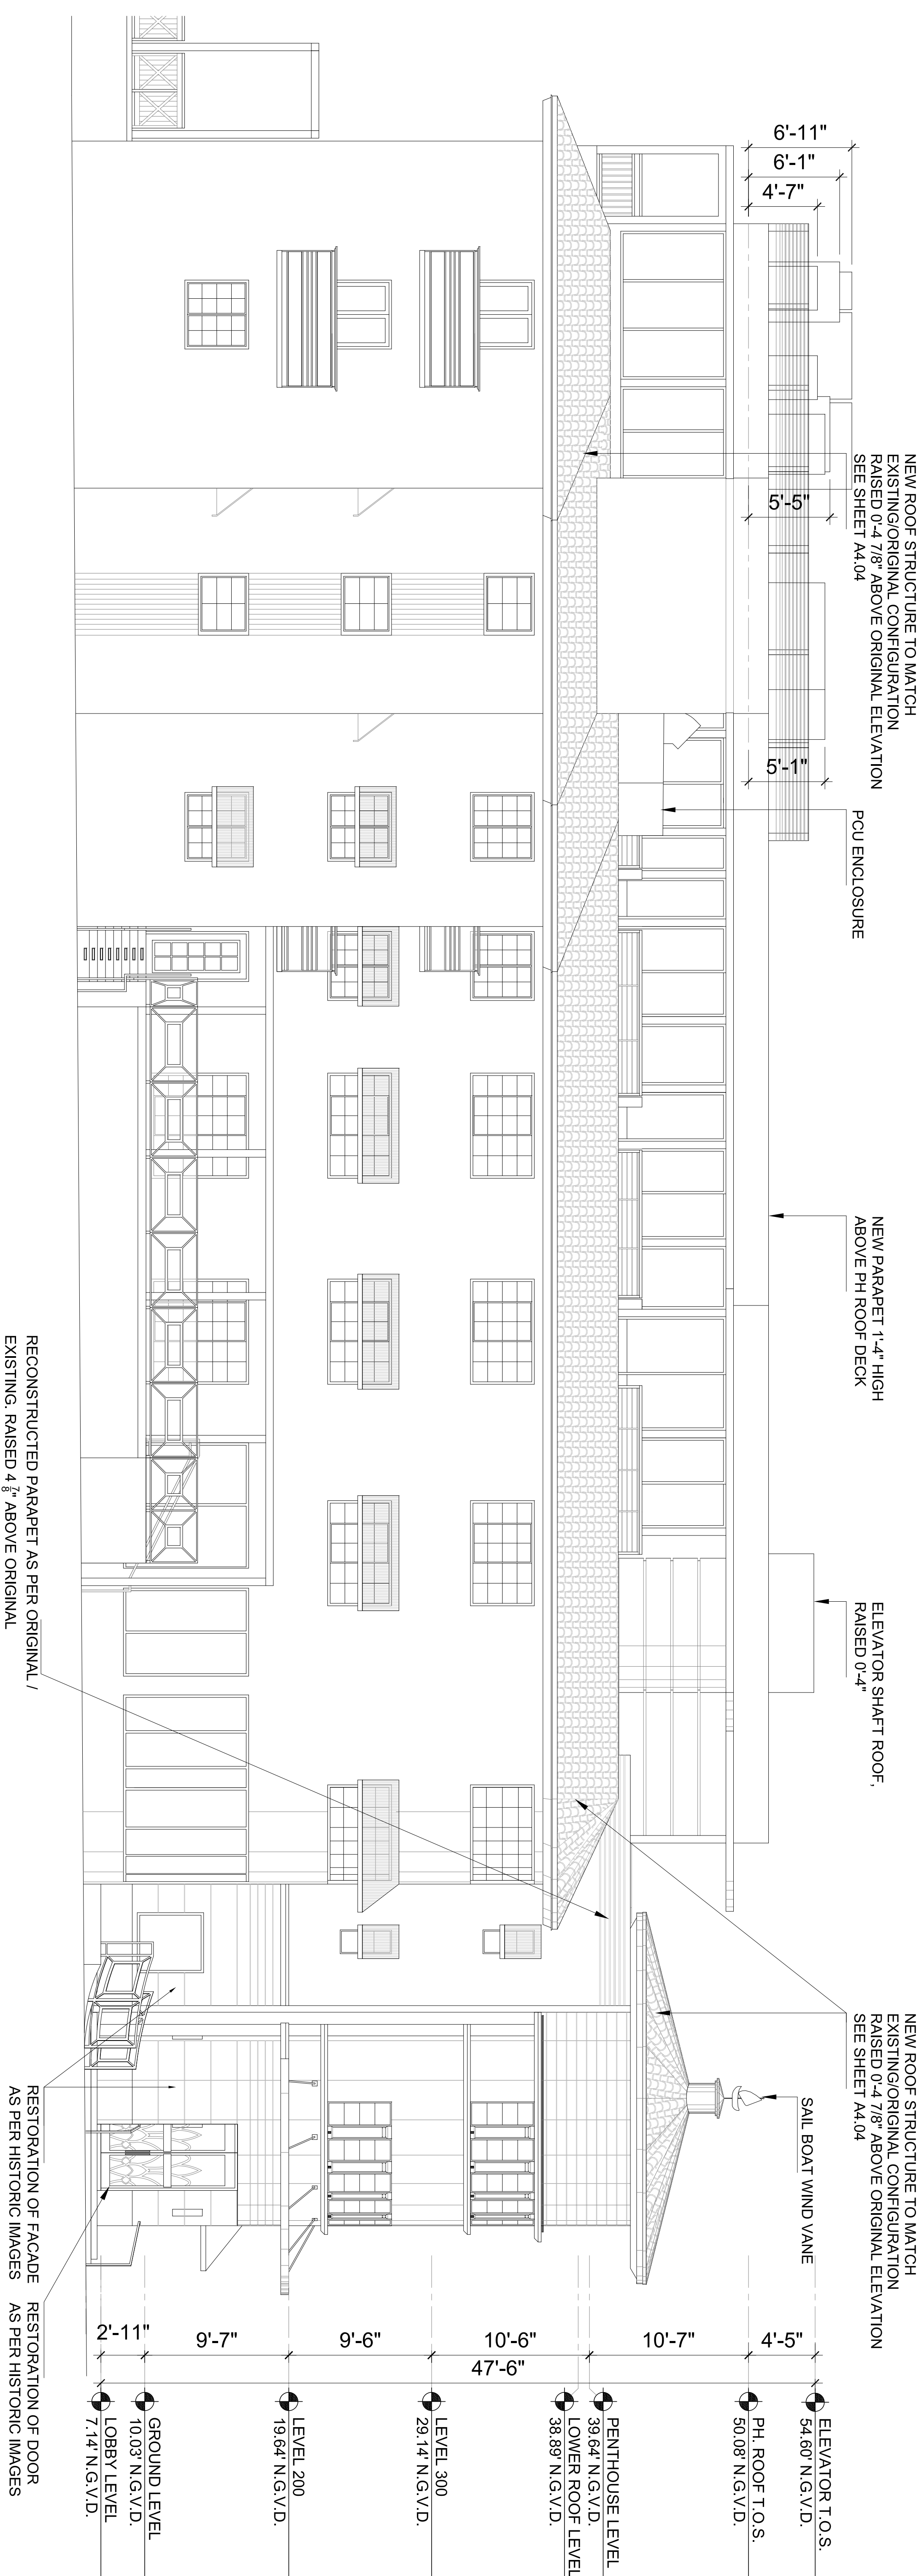 6'-11"
6'-1"
4'-7"
5'-5"
5'-1"
NEW ROOF STRUCTURE TO MATCH
EXISTING/ORIGINAL CONFIGURATION
RAISED 0'-4 7/8" ABOVE ORIGINAL ELEVATION
SEE SHEET A4.04
PCU ENCLOSURE
NEW PARAPET 1'-4" HIGH
ABOVE PH ROOF DECK
ELEVATOR SHAFT ROOF,
RAISED 0'-4"
NEW ROOF STRUCTURE TO MATCH
EXISTING/ORIGINAL CONFIGURATION
RAISED 0'-4 7/8" ABOVE ORIGINAL ELEVATION
SEE SHEET A4.04
SAIL BOAT WIND VANE
RECONSTRUCTED PARAPET AS PER ORIGINAL /
EXISTING. RAISED 4 7/8" ABOVE ORIGINAL
RESTORATION OF FACADE
AS PER HISTORIC IMAGES
RESTORATION OF DOOR
AS PER HISTORIC IMAGES
2'-11"
9'-7"
9'-6"
10'-6"
10'-7"
4'-5"
47'-6"
ELEVATOR T.O.S.
54.60' N.G.V.D.
PH. ROOF T.O.S.
50.08' N.G.V.D.
PENTHOUSE LEVEL
39.64' N.G.V.D.
LOWER ROOF LEVEL
38.89' N.G.V.D.
LEVEL 300
29.14' N.G.V.D.
LEVEL 200
19.64' N.G.V.D.
GROUND LEVEL
10.03' N.G.V.D.
LOBBY LEVEL
7.14' N.G.V.D.